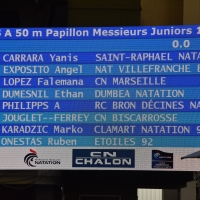 A 50 m Papillon Messieurs Juniors 1
0.0
CARRARA Yanis SAINT-RAPHAEL NATA
EXPOSITO Angel NAT VILLEFRANCHE B
LOPEZ Falemana CN MARSEILLE
DUMESNIL Ethan DUMBEA NATATION
PHILIPPS A RC BRON DÉCINES NA
JOUGLET--FERREY CN BISCARROSSE
KARADZIC Marko CLAMART NATATION 9
ONESTAS Ruben ETOILES 92
NATATION CN CHALON